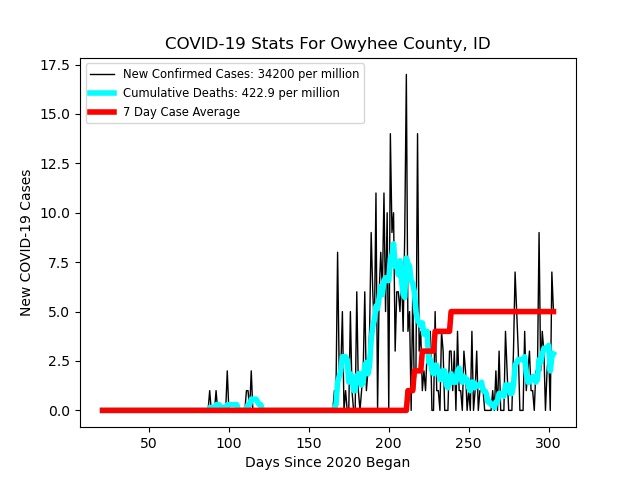 COVID-19 Stats For Owyhee County, ID
New Confirmed Cases: 34200 per million
Cumulative Deaths: 422.9 per million
7 Day Case Average
New COVID-19 Cases
17.5
15.0
12.5
10.0
7.5
5.0
2.5
0.0
50 100 150 200 250 300
Days Since 2020 Began